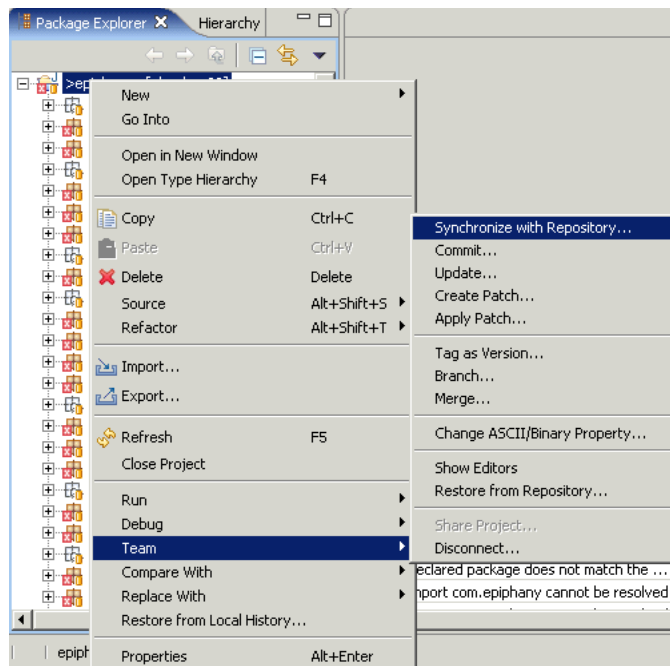 Package Explorer
Hierarchy
New
Go Into
Open in New Window
Open Type Hierarchy F4
Copy Ctrl+C
Paste Ctrl+V
Delete Delete
Source Alt+Shift+S
Refactor Alt+Shift+T
Import...
Export...
Refresh F5
Close Project
Run
Debug
Team
Compare With
Replace With
Restore from Local History...
Properties Alt+Enter
Synchronize with Repository...
Commit...
Update...
Create Patch...
Apply Patch...
Tag as Version...
Branch...
Merge...
Change ASCII/Binary Property...
Show Editors
Restore from Repository...
Share Project...
Disconnect...
eclared package does not match the ...
mport com.epiphany cannot be resolved
epiph